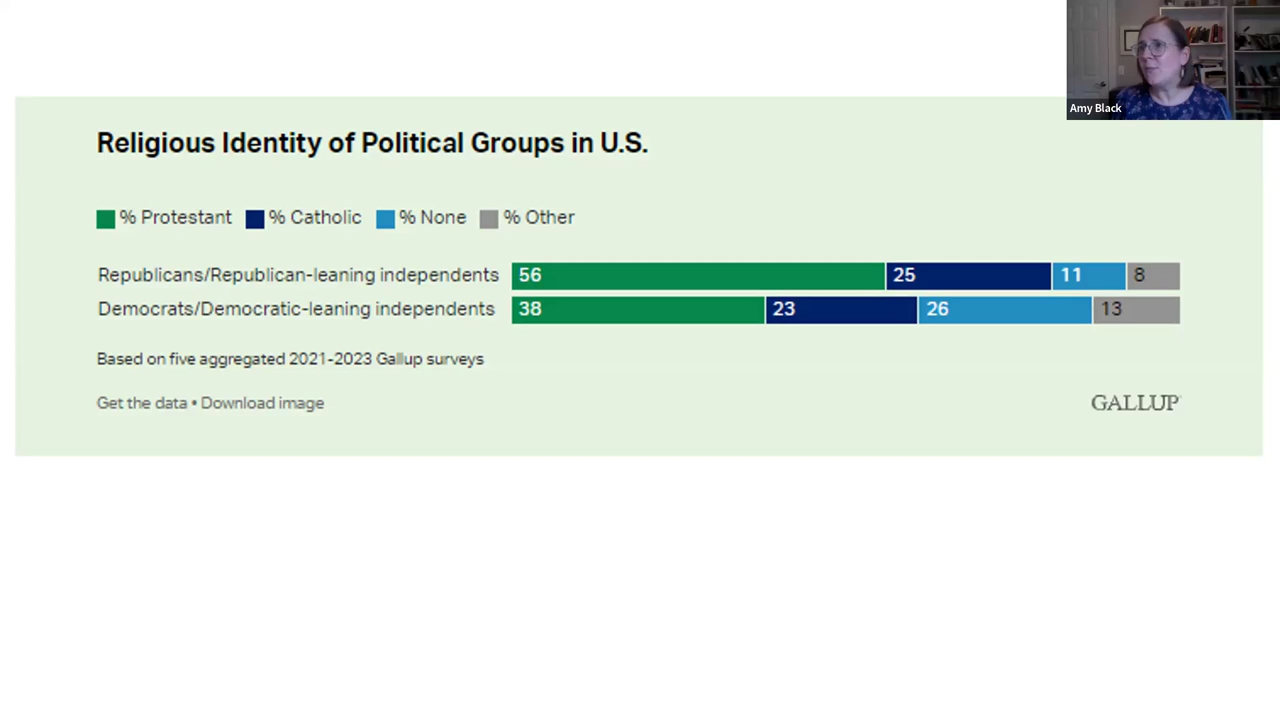 Amy Black
Religious Identity of Political Groups in U.S.
% Protestant % Catholic % None % Other
Republicans/Republican-leaning independents 56 25 11 8
Democrats/Democratic-leaning independents 38 23 26 13
Based on five aggregated 2021-2023 Gallup surveys
Get the data • Download image
GALLUP